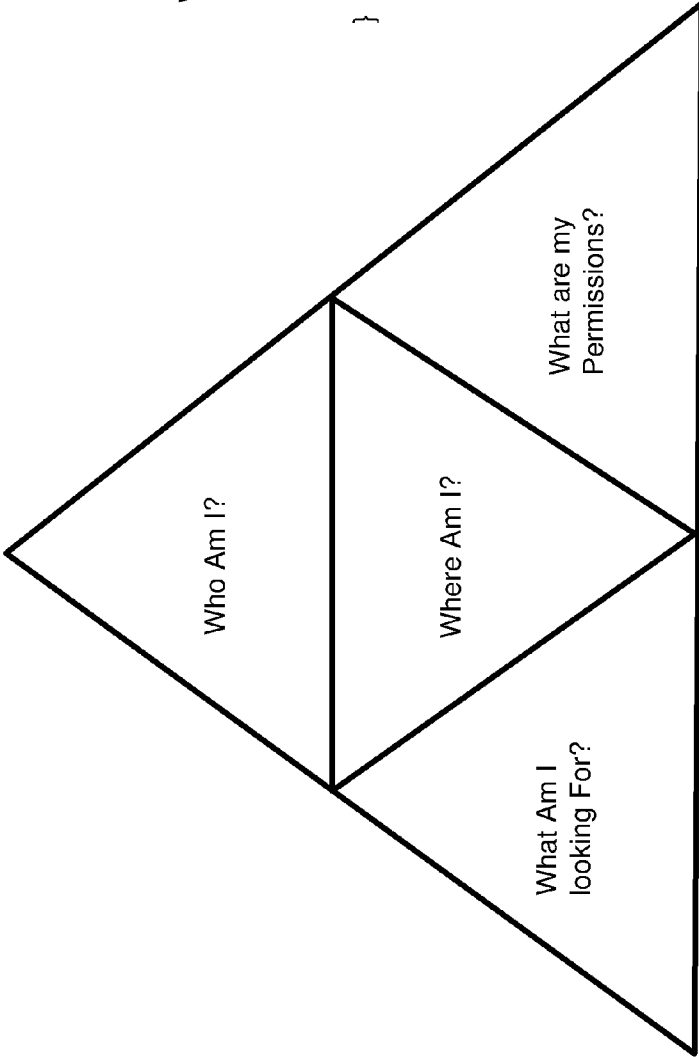 }
Who Am I?
Where Am I?
What Am I
looking For?
What are my
Permissions?